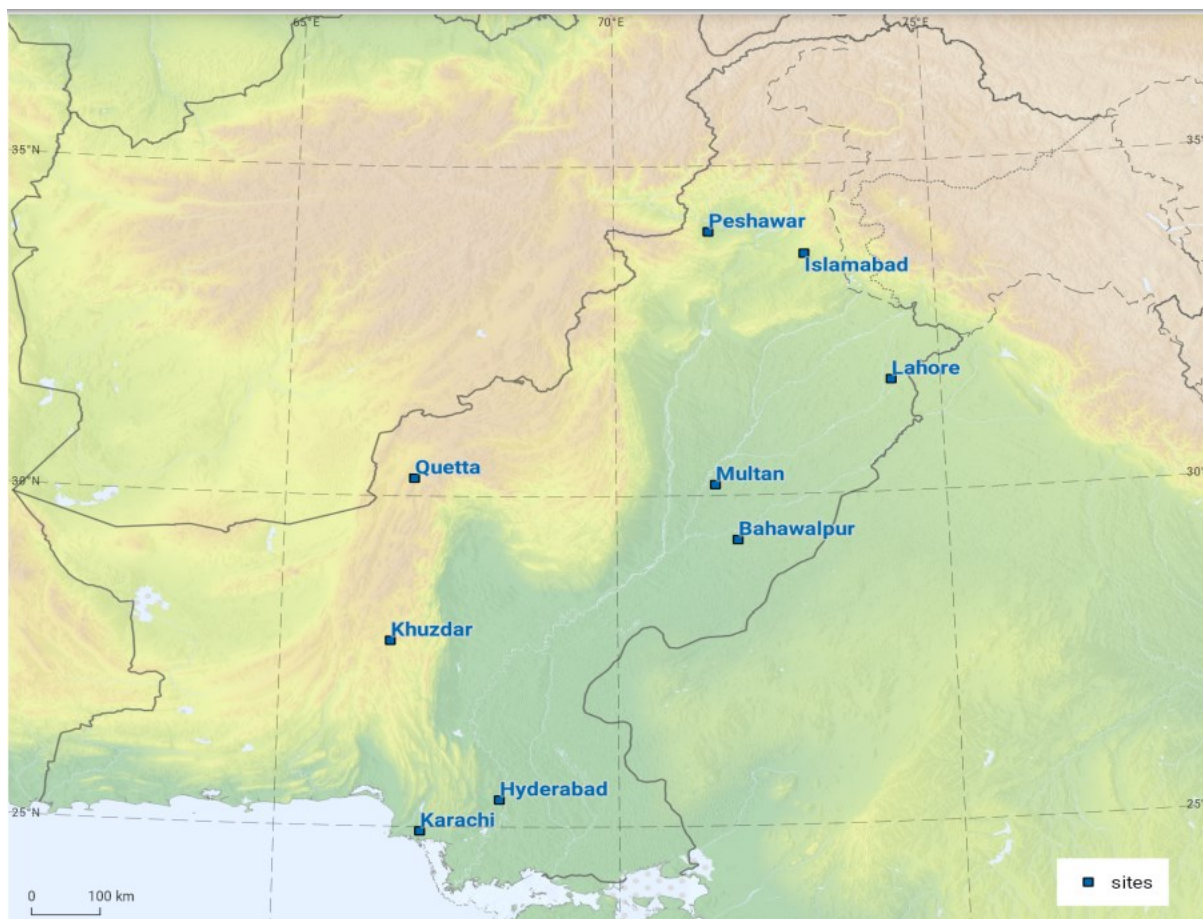 65°E
70°E
75°E
35°N
35°
Peshawar
Islamabad
Lahore
Quetta
Multan
30°N
30°
Bahawalpur
Khuzdar
Hyderabad
25°N
25°
Karachi
0 100 km
sites